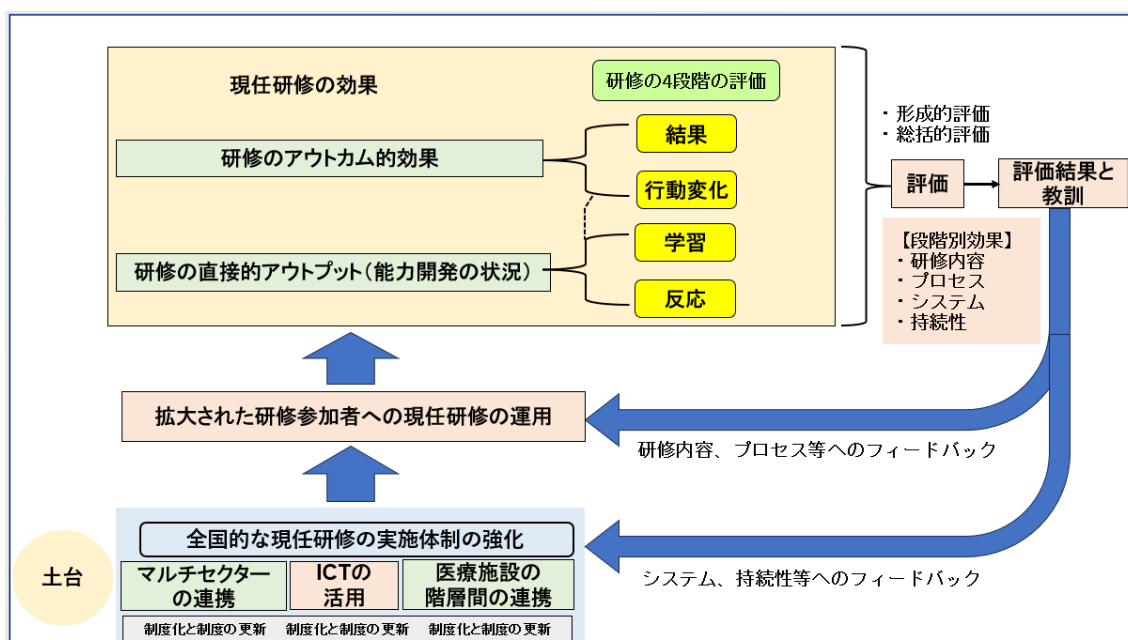 現任研修の効果
研修の4段階の評価
研修のアウトカム的効果
結果
行動変化
研修の直接的アウトプット（能力開発の状況）
学習
反応
・形成的評価
・総括的評価
評価
評価結果と
教訓
【段階別効果】
・研修内容
・プロセス
・システム
・持続性
拡大された研修参加者への現任研修の運用
研修内容、プロセス等へのフィードバック
土台
全国的な現任研修の実施体制の強化
マルチセクター
の連携
ICTの
活用
医療施設の
階層間の連携
制度化と制度の更新
制度化と制度の更新
制度化と制度の更新
システム、持続性等へのフィードバック